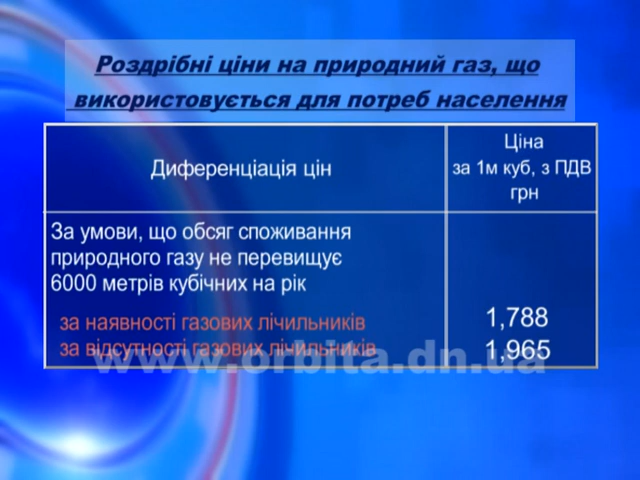 Роздрібні ціни на природний газ, що
використовується для потреб населення
Диференціація цін
Ціна
за 1м куб, з ПДВ
грн
За умови, що обсяг споживання
природного газу не перевищує
6000 метрів кубічних на рік
за наявності газових лічильників 1,788
за відсутності газових лічильників 1,965
www.orbita.dn.ua